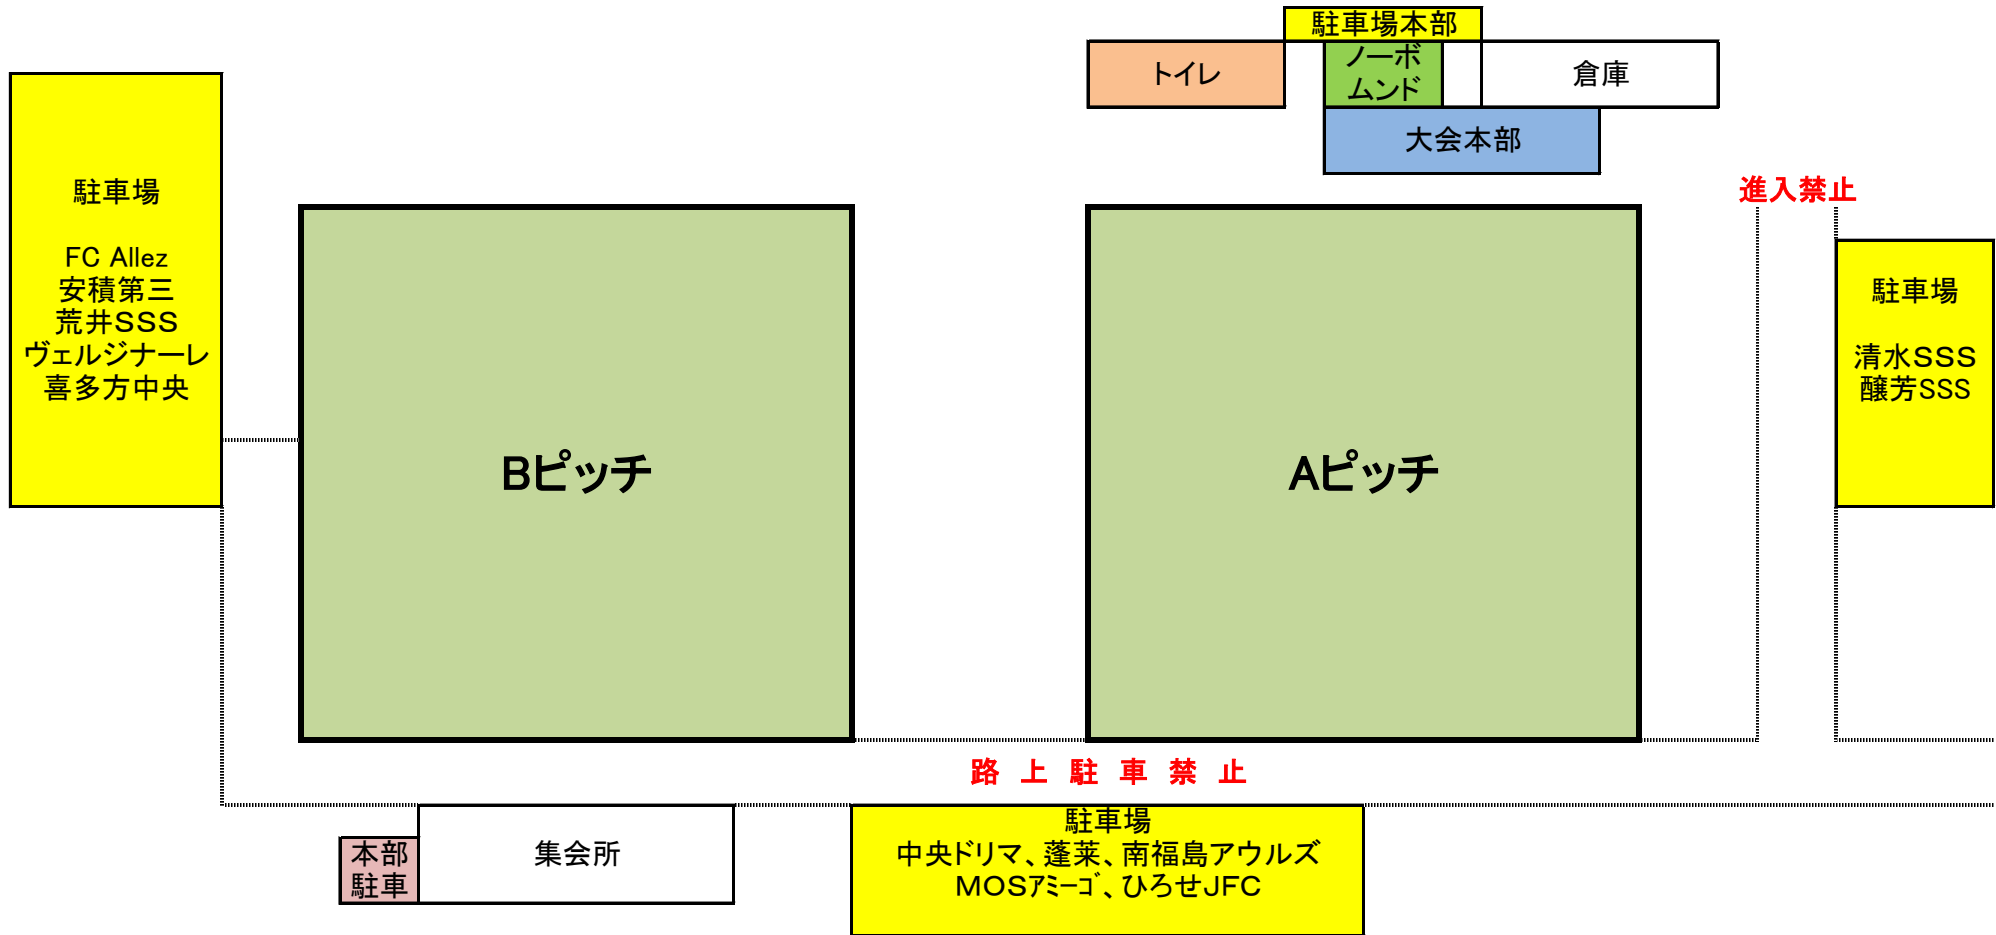 駐車場本部
トイレ
ノーボ
ムンド
倉庫
大会本部
進入禁止
駐車場
FC Allez
安積第三
荒井SSS
ヴェルジナーレ
喜多方中央
Bピッチ
Aピッチ
駐車場
清水SSS
醸芳SSS
路上駐車禁止
本部
駐車
集会所
駐車場
中央ドリマ、蓬莱、南福島アウルズ
MOSｱﾐｰｺﾞ、ひろせJFC